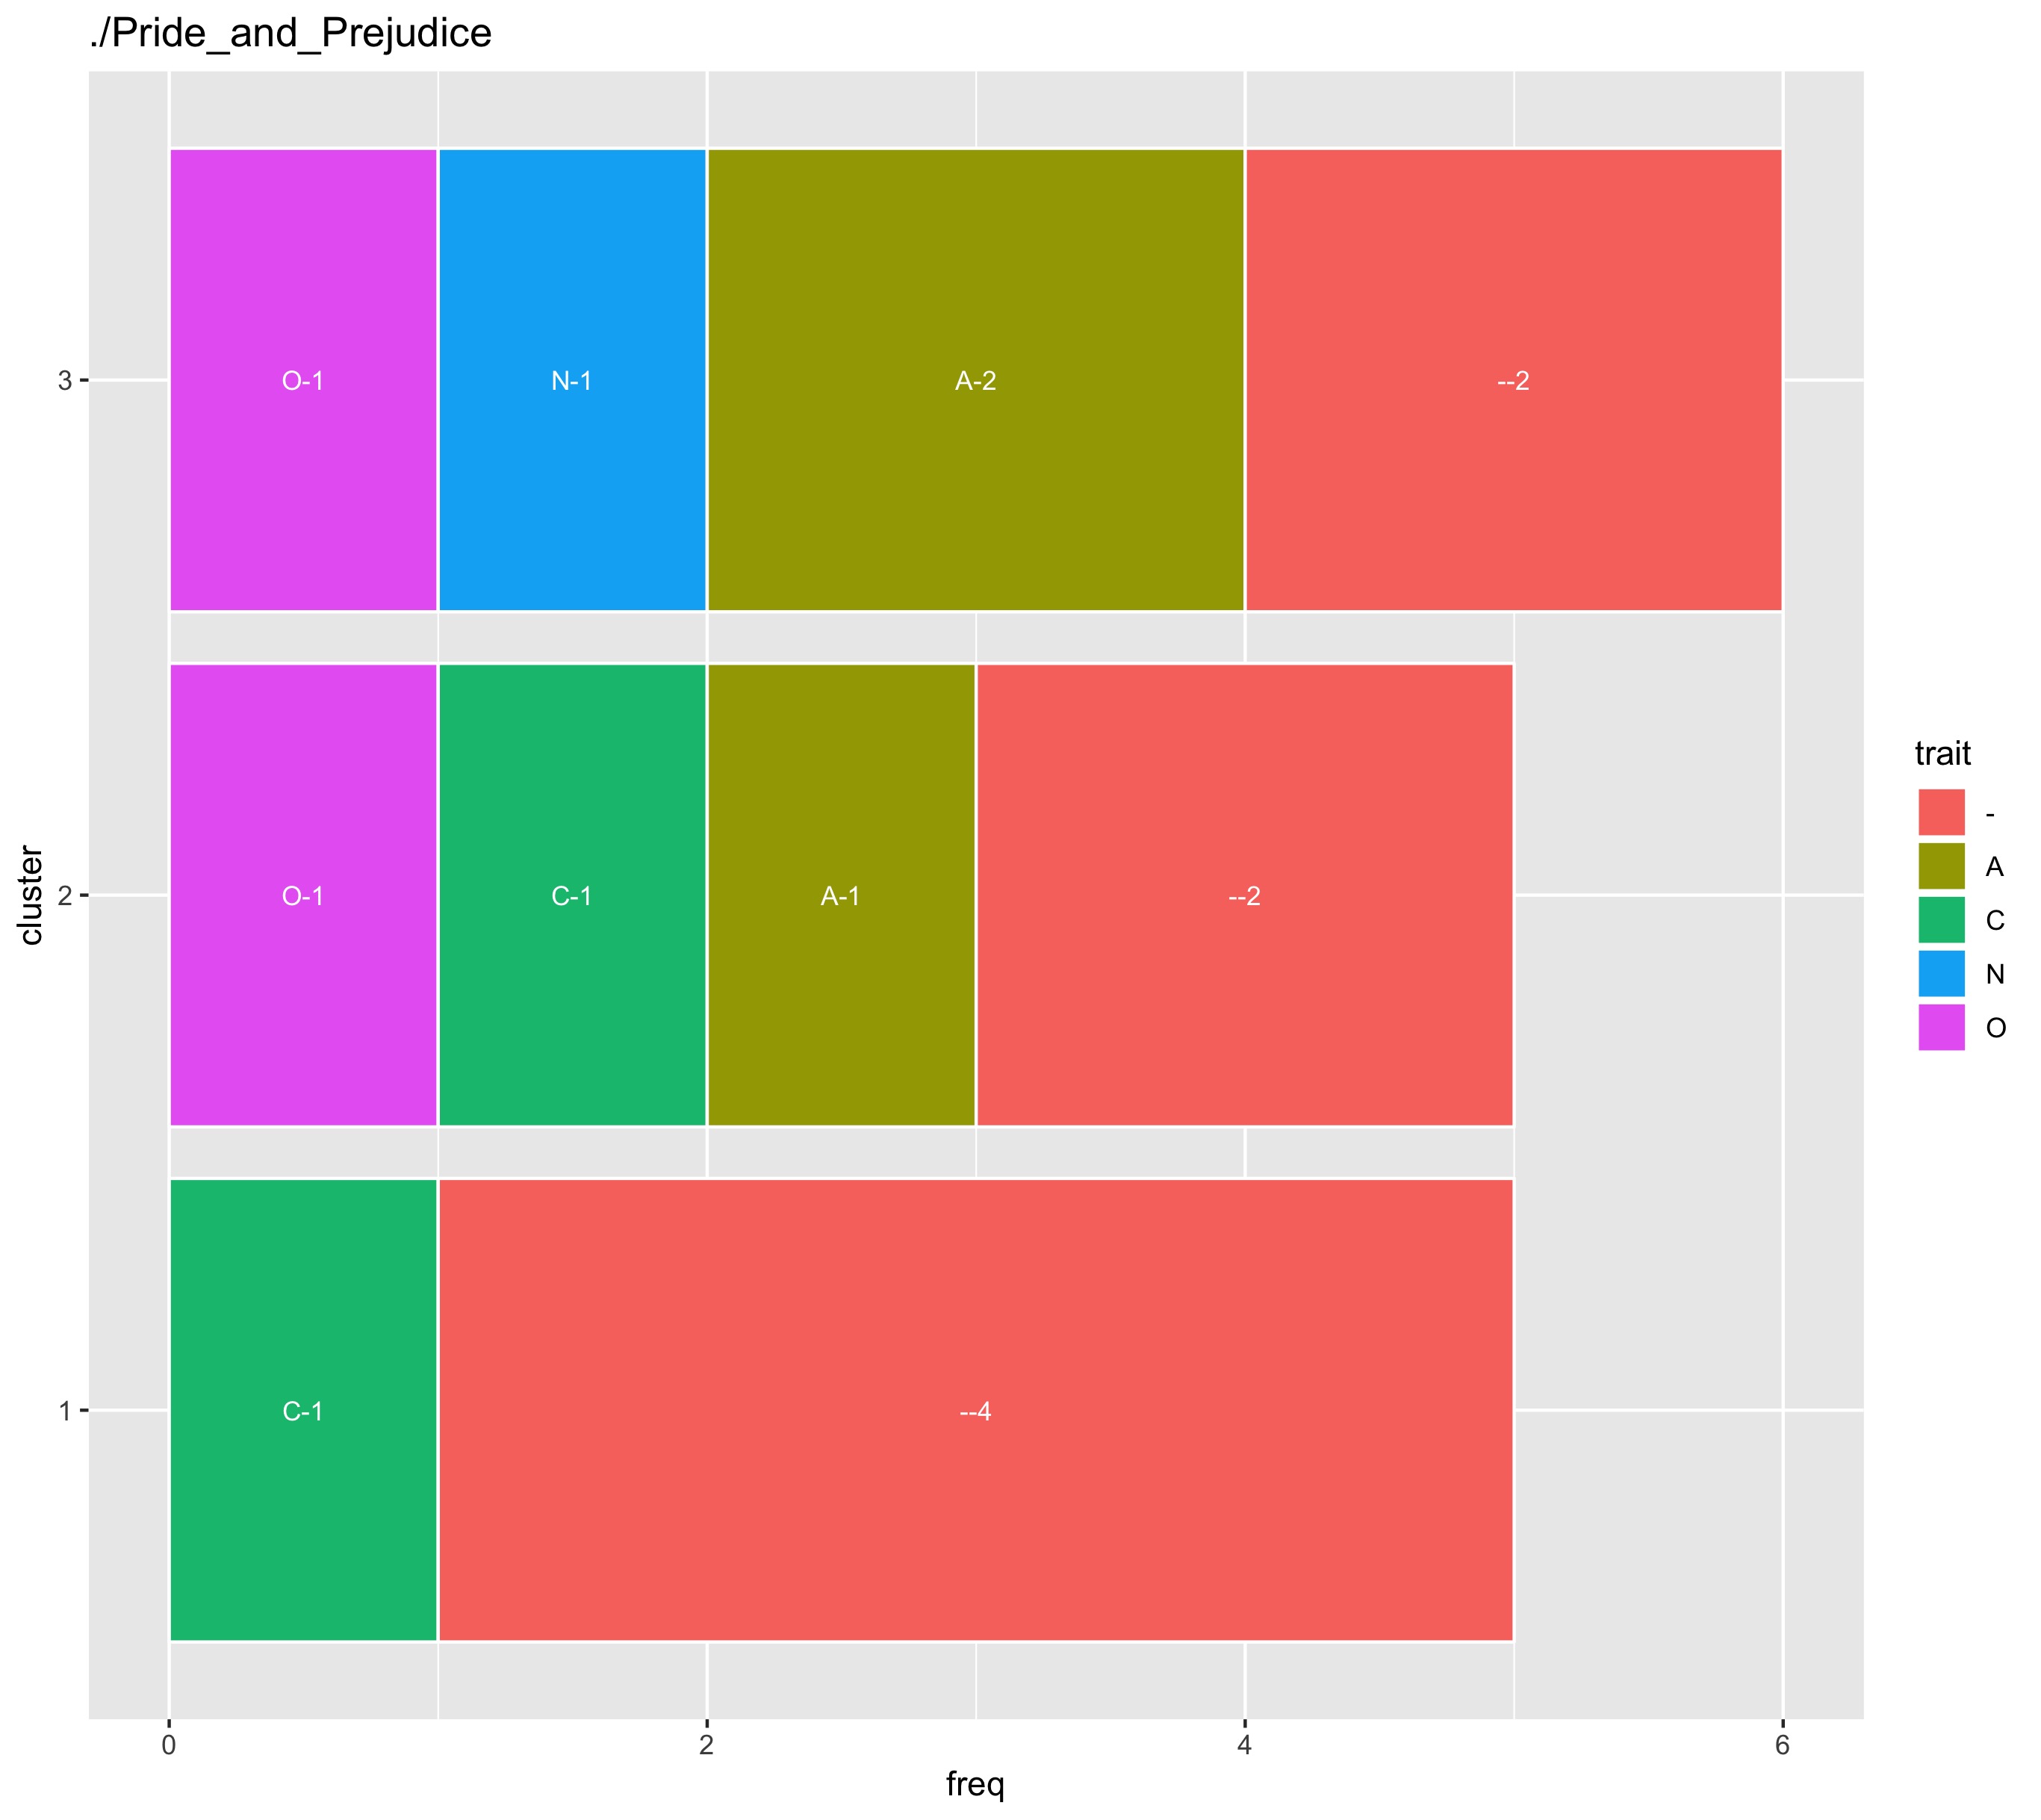 ./Pride_and_Prejudice
3
O-1
N-1
A-2
--2
2
O-1
C-1
A-1
--2
1
C-1
--4
0
2
4
6
freq
cluster
trait
-
A
C
N
O